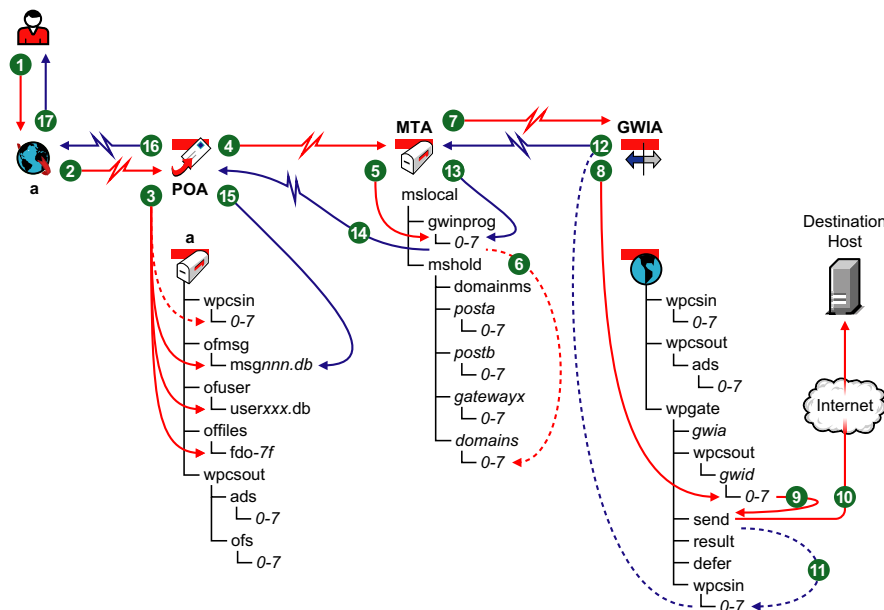 1
17
a
2
16
POA
3
4
15
MTA
5
13
7
GWIA
12
8
14
6
a
wpcsin
0-7
ofmsg
msgnnn.db
ofuser
userxxx.db
offiles
fdo-7f
wpcsout
ads
0-7
ofs
0-7
mslocal
gwinprog
0-7
mshold
domainms
posta
0-7
postb
0-7
gatewayx
0-7
domains
0-7
wpcsin
0-7
wpcsout
ads
0-7
wpgate
gwia
wpcsout
gwid
0-7
9
10
send
result
defer
11
wpcsin
0-7
Destination
Host
Internet